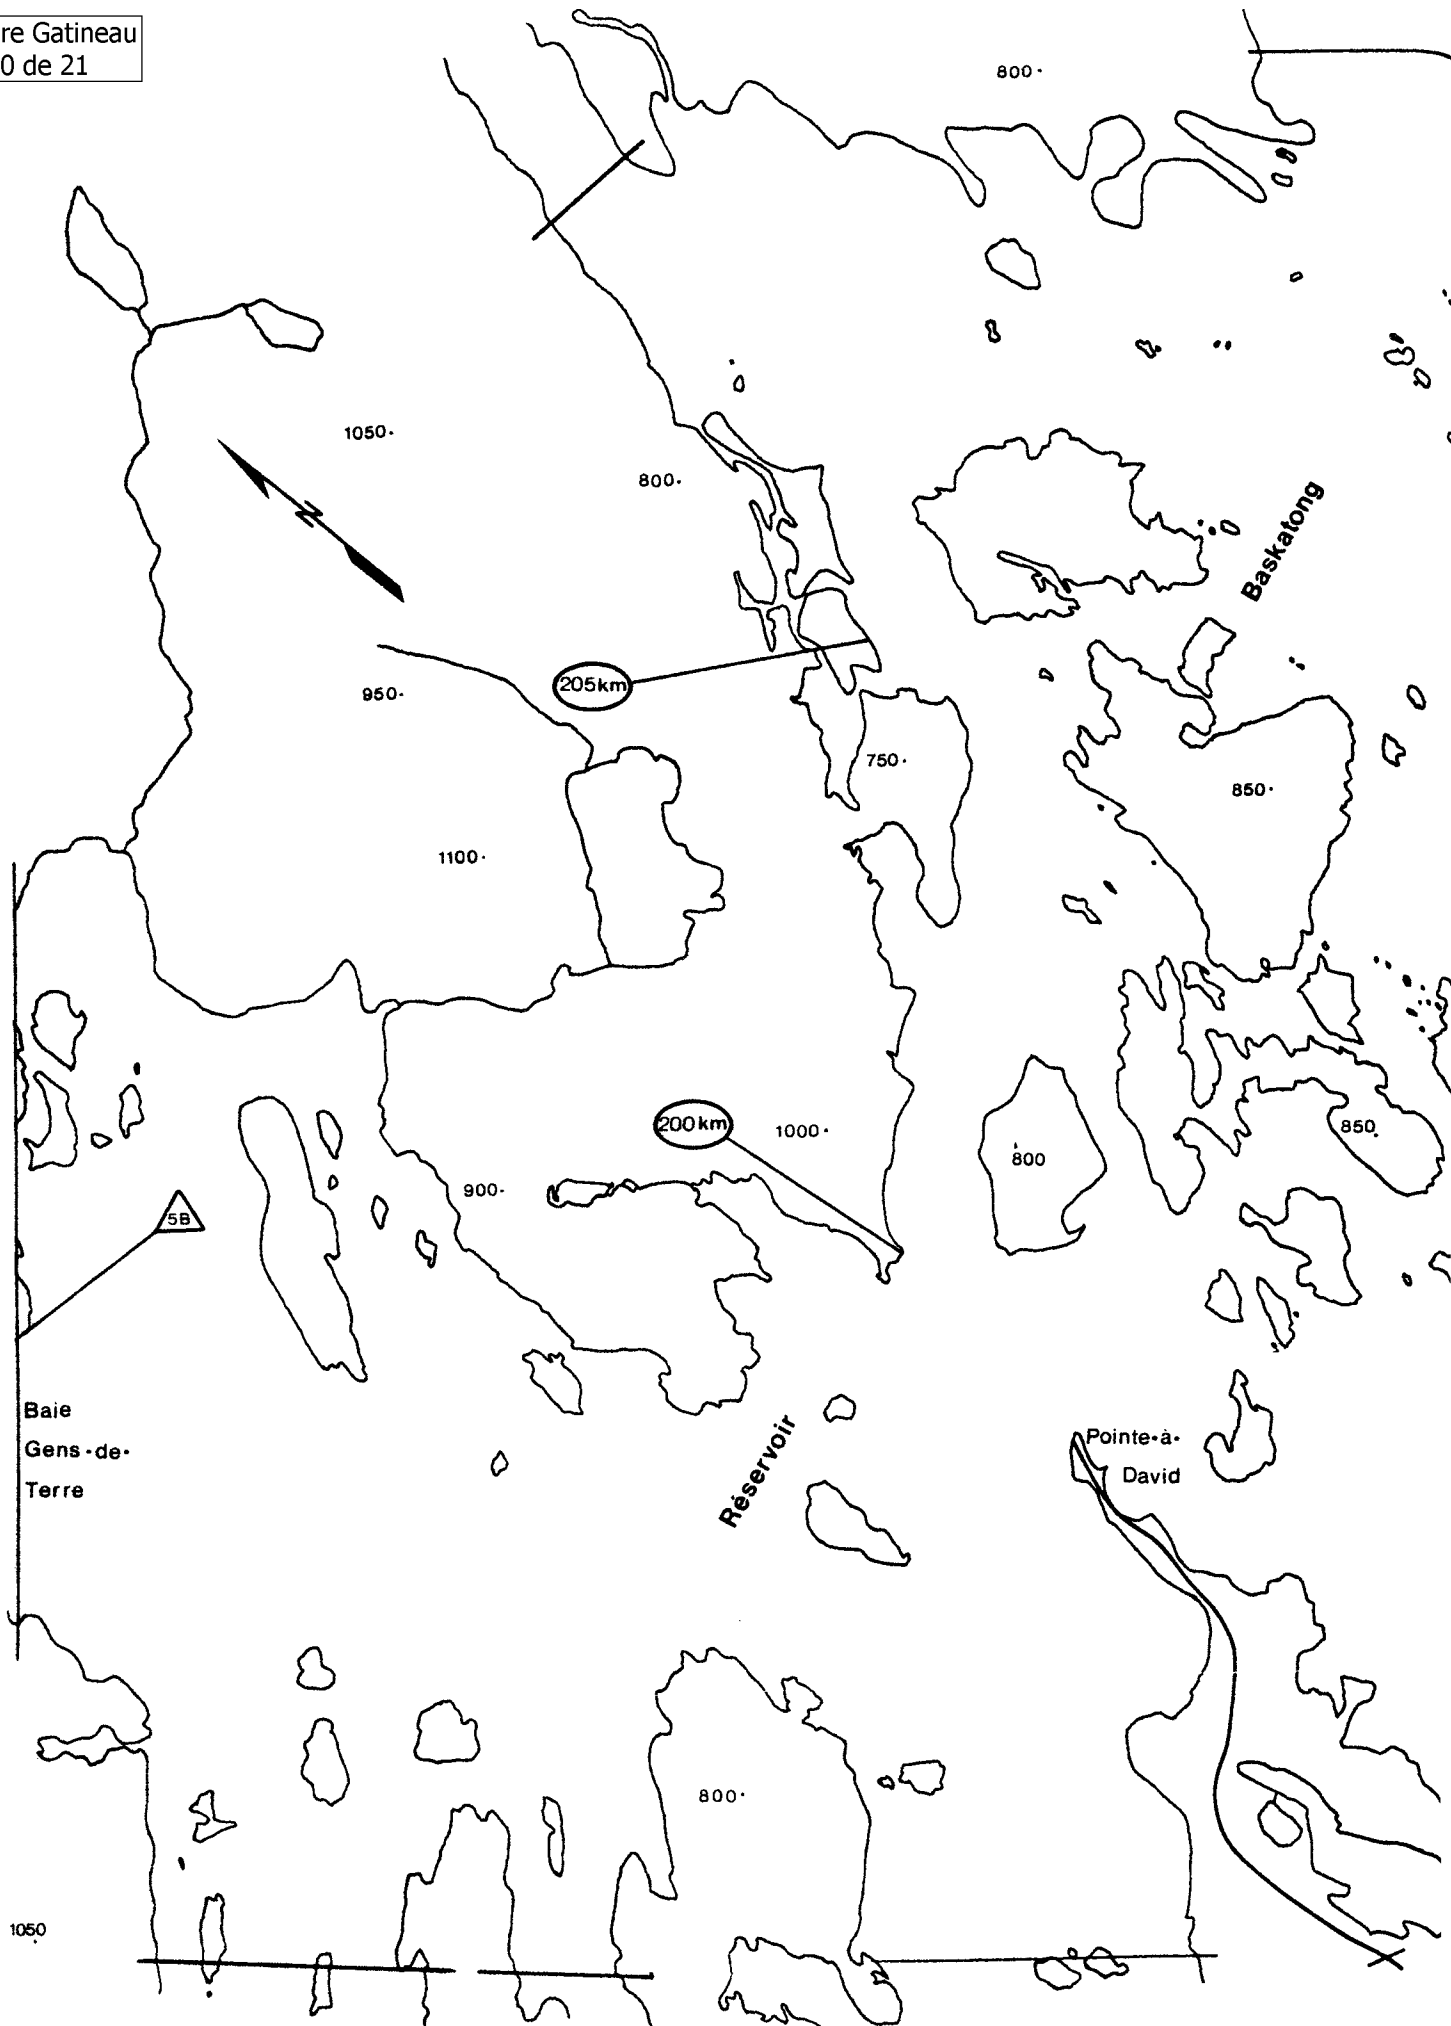 re Gatineau
0 de 21
800.
1050.
800.
Baskatong
205km
950.
750.
850.
1100.
200km
1000.
850.
800
900.
5B
Baie
Gens-de-
Terre
Réservoir
Pointe-à-
David
800.
1050
N